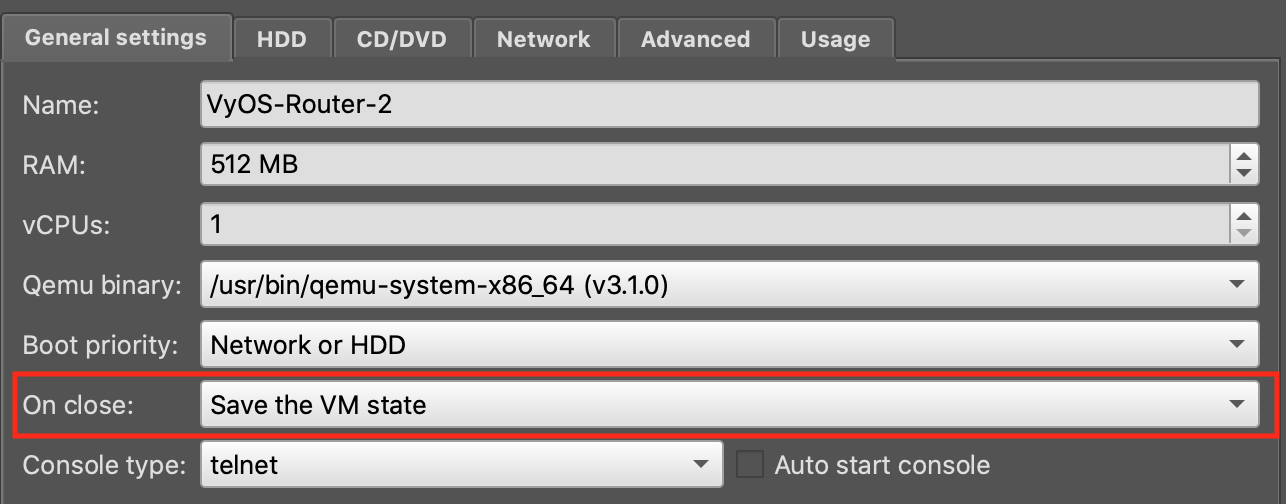 General settings HDD CD/DVD Network Advanced Usage
Name: VyOS-Router-2
RAM: 512 MB
vCPUs: 1
Qemu binary: /usr/bin/qemu-system-x86_64 (v3.1.0)
Boot priority: Network or HDD
On close: Save the VM state
Console type: telnet Auto start console